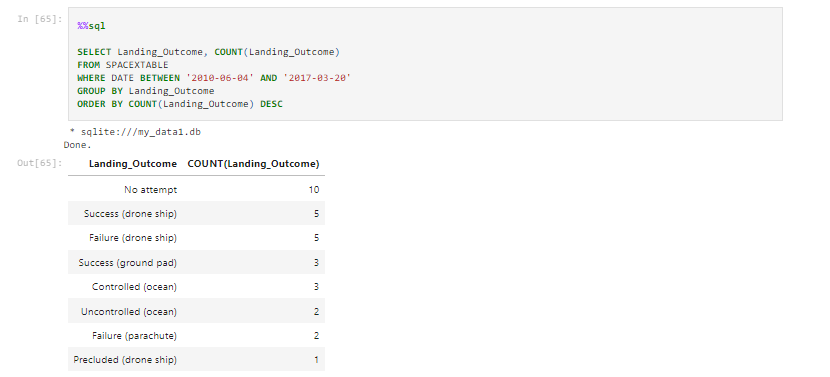 In [65]:
%%sql
SELECT Landing_Outcome, COUNT(Landing_Outcome)
FROM SPACEXTABLE
WHERE DATE BETWEEN '2010-06-04' AND '2017-03-20'
GROUP BY Landing_Outcome
ORDER BY COUNT(Landing_Outcome) DESC
* sqlite:///my_data1.db
Done.
Out[65]:
Landing_Outcome COUNT(Landing_Outcome)
No attempt 10
Success (drone ship) 5
Failure (drone ship) 5
Success (ground pad) 3
Controlled (ocean) 3
Uncontrolled (ocean) 2
Failure (parachute) 2
Precluded (drone ship) 1